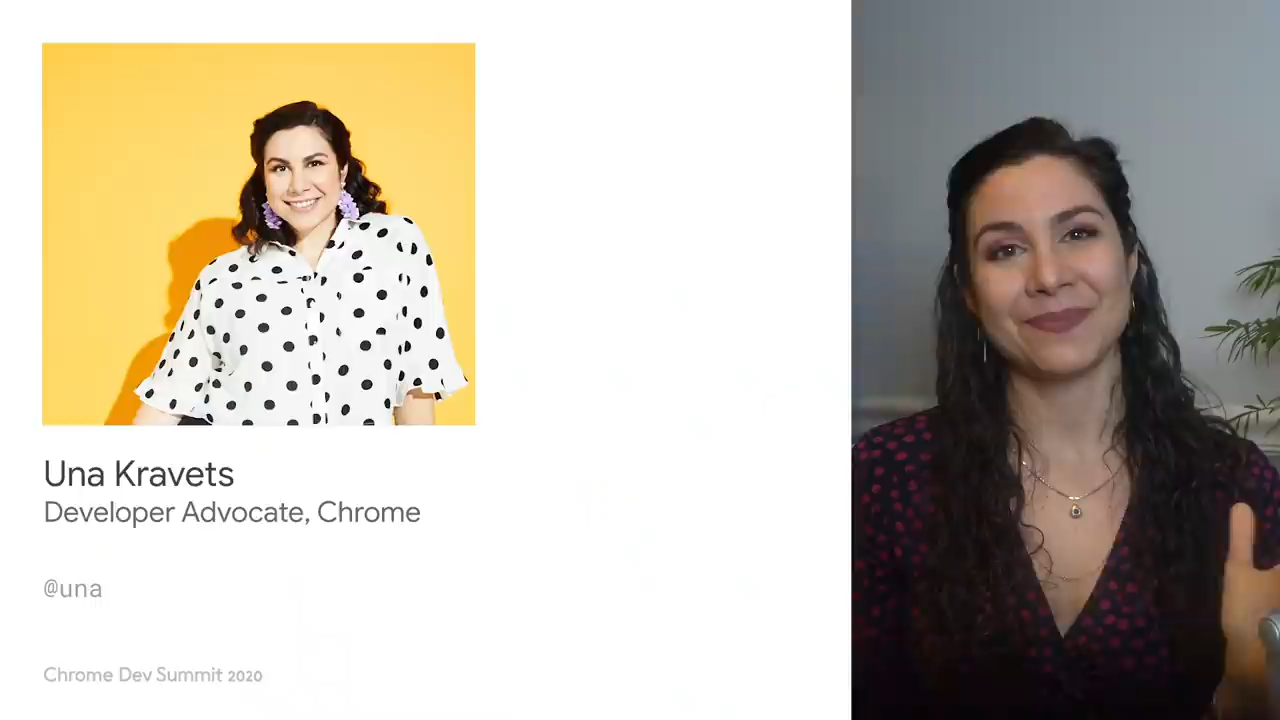 Una Kravets
Developer Advocate, Chrome
@una
Chrome Dev Summit 2020